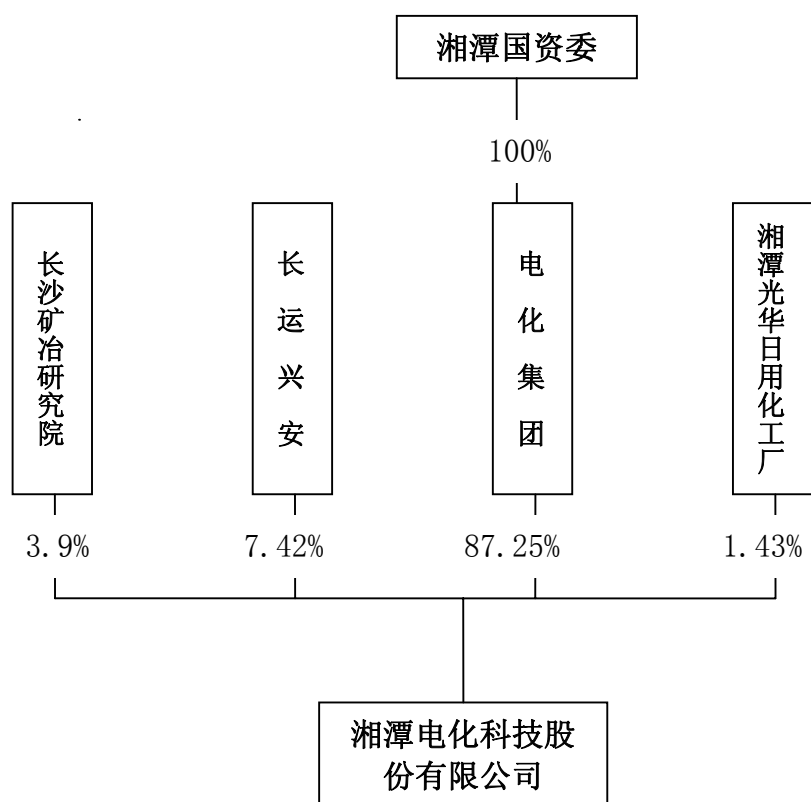 湘潭国资委
100%
长沙矿冶研究院
长运兴安
电化集团
湘潭光华日用化工厂
3.9%
7.42%
87.25%
1.43%
湘潭电化科技股
份有限公司